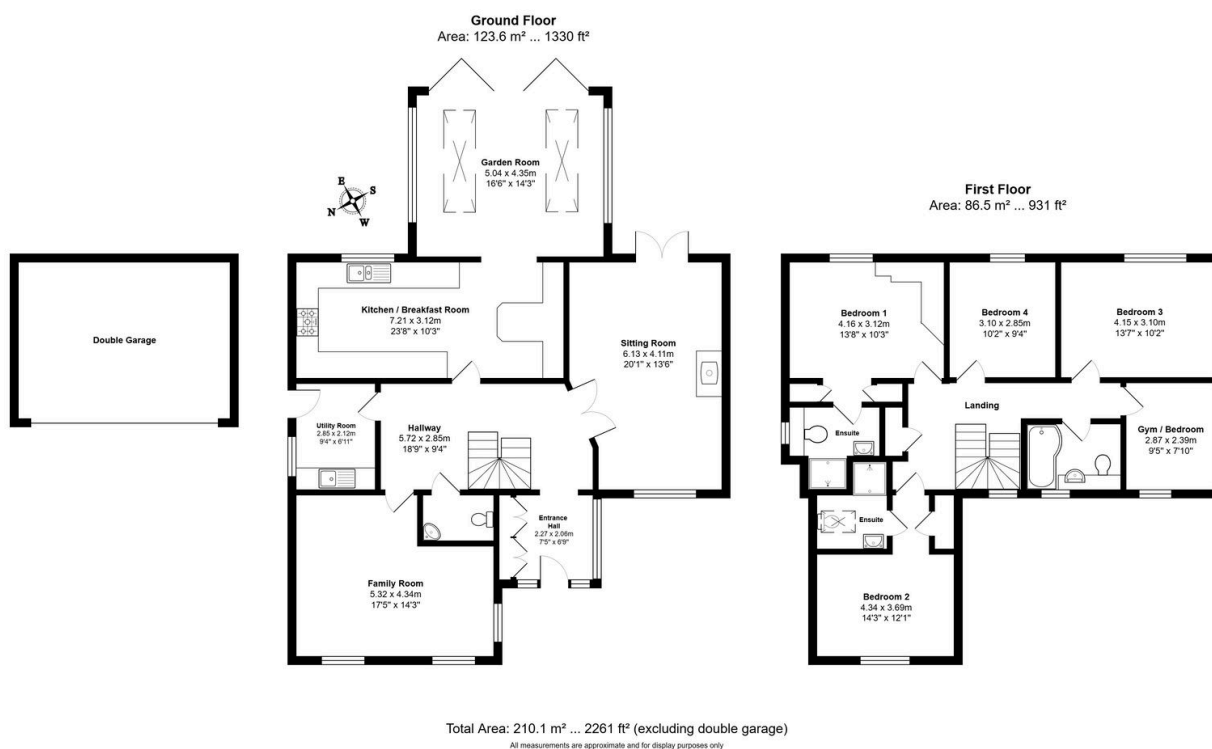 Ground Floor
Area: 123.6 m² ... 1330 ft²
Garden Room
5.04 x 4.35m
16'6" x 14'3"
E
S
N
W
Kitchen / Breakfast Room
7.21 x 3.12m
23'8" x 10'3"
Double Garage
Sitting Room
6.13 x 4.11m
20'1" x 13'6"
Utility Room
2.85 x 2.12m
9'4" x 6'11"
Hallway
5.72 x 2.85m
18'9" x 9'4"
Entrance
Hall
2.27 x 2.06m
7'5" x 6'9"
Family Room
5.32 x 4.34m
17'5" x 14'3"
First Floor
Area: 86.5 m² ... 931 ft²
Bedroom 1
4.16 x 3.12m
13'8" x 10'3"
Bedroom 4
3.10 x 2.85m
10'2" x 9'4"
Bedroom 3
4.15 x 3.10m
13'7" x 10'2"
Landing
Ensuite
Gym / Bedroom
2.87 x 2.39m
9'5" x 7'10"
Ensuite
Bedroom 2
4.34 x 3.69m
14'3" x 12'1"
Total Area: 210.1 m² ... 2261 ft² (excluding double garage)
All measurements are approximate and for display purposes only